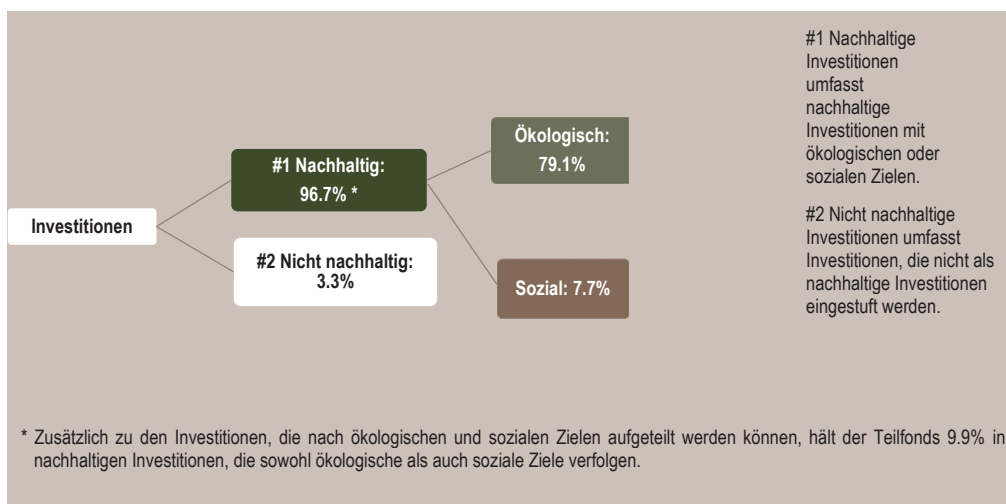 Investitionen
#1 Nachhaltig:
96.7% *
#2 Nicht nachhaltig:
3.3%
Ökologisch:
79.1%
Sozial: 7.7%
#1 Nachhaltige
Investitionen
umfasst
nachhaltige
Investitionen mit
ökologischen oder
sozialen Zielen.
#2 Nicht nachhaltige
Investitionen umfasst
Investitionen, die nicht als
nachhaltige Investitionen
eingestuft werden.
* Zusätzlich zu den Investitionen, die nach ökologischen und sozialen Zielen aufgeteilt werden können, hält der Teilfonds 9.9% in
nachhaltigen Investitionen, die sowohl ökologische als auch soziale Ziele verfolgen.